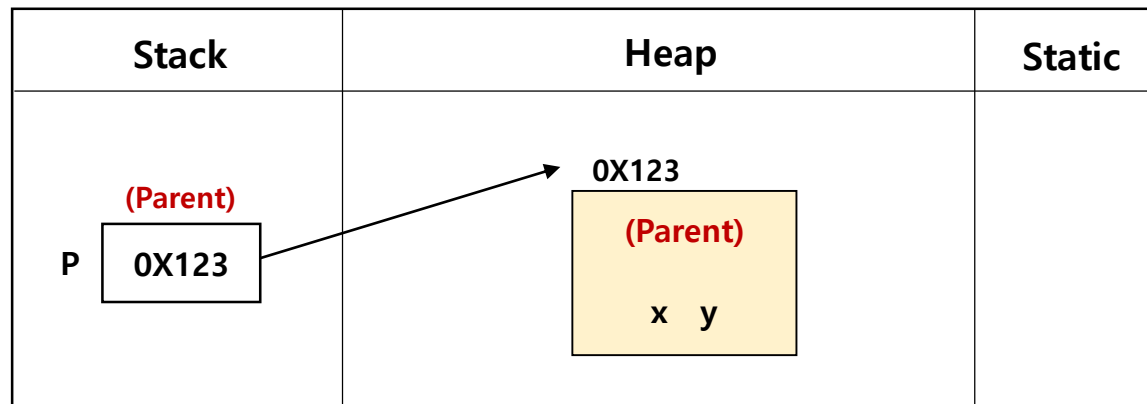 Stack Heap Static
0X123
(Parent)
(Parent)
P 0X123
x y